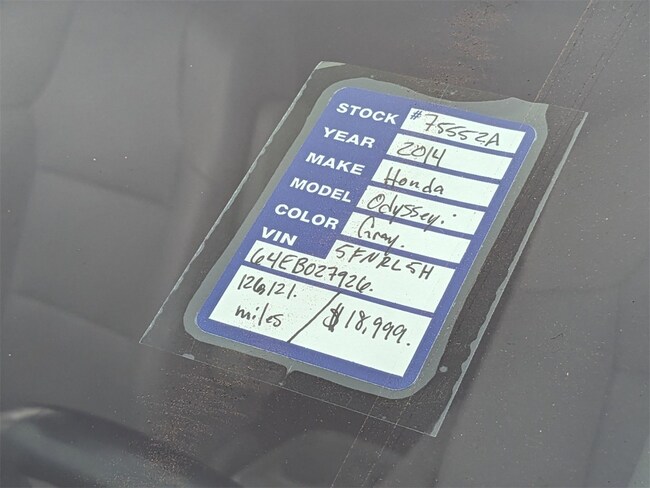 STOCK #75552A
YEAR 2014
MAKE Honda
MODEL Odyssey.
COLOR Gray.
VIN 5FNRL5H
64EB027926.
126,121. / $18,999.
miles